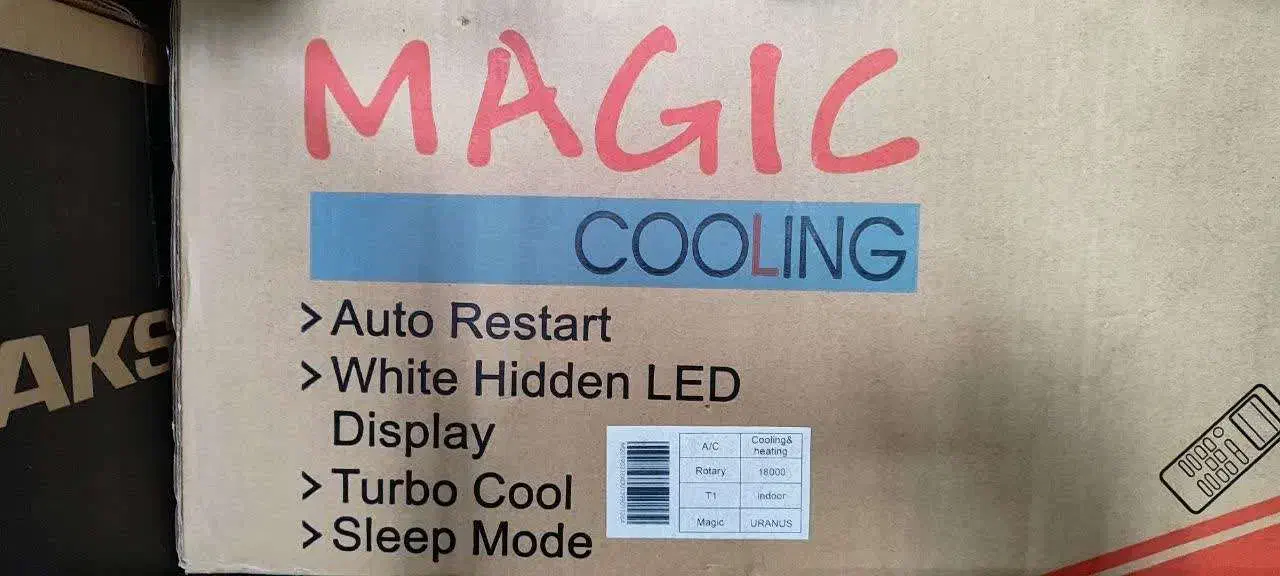 MAGIC
COOLING
> Auto Restart
> White Hidden LED
Display
> Turbo Cool
> Sleep Mode
AKS
A/C Cooling& heating
Rotary 18000
T1 indoor
Magic URANUS